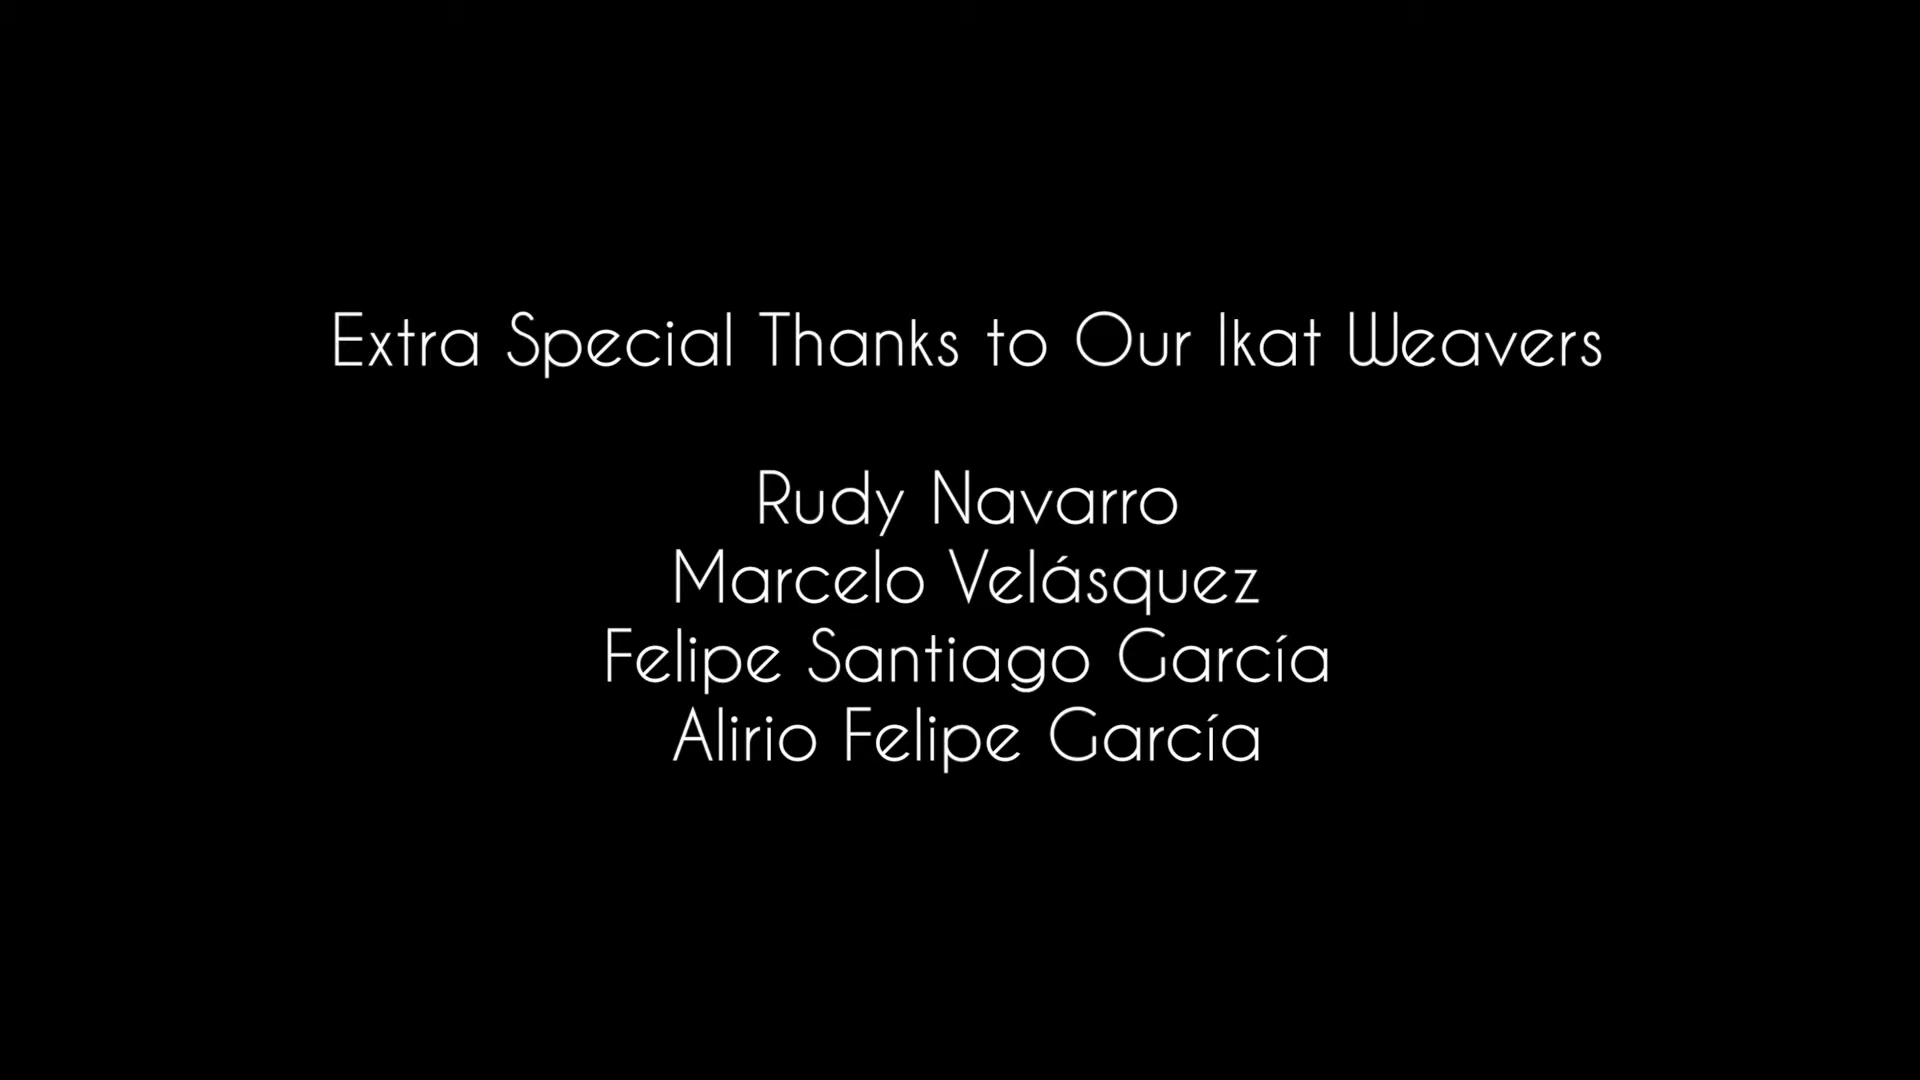 Extra Special Thanks to Our Ikat Weavers
Rudy Navarro
Marcelo Velásquez
Felipe Santiago García
Alirio Felipe García